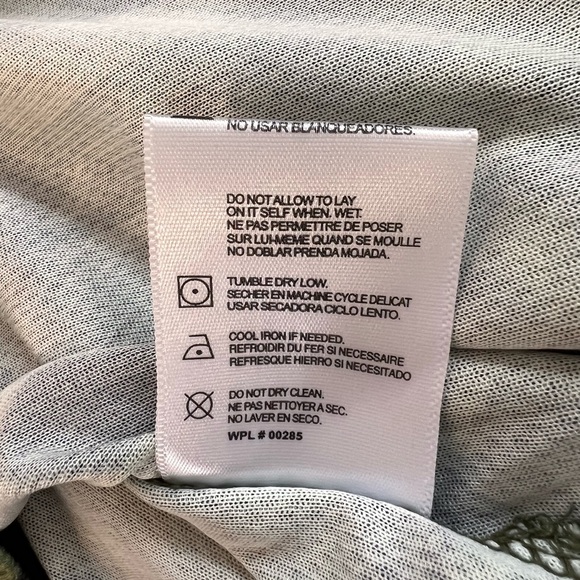 NO USAR BLANQUEADORES.
DO NOT ALLOW TO LAY
ON IT SELF WHEN. WET.
NE PAS PERMETTRE DE POSER
SUR LUI-MEME QUAND SE MOULLE
NO DOBLAR PRENDA MOJADA.
TUMBLE DRY LOW.
SECHER EN MACHINE CYCLE DELICAT
USAR SECADORA CICLO LENTO.
COOL IRON IF NEEDED.
REFROIDIR DU FER SI NECESSAIRE
REFRESQUE HIERRO SI NECESITADO
DO NOT DRY CLEAN.
NE PAS NETTOYER A SEC.
NO LAVER EN SECO.
WPL # 00285